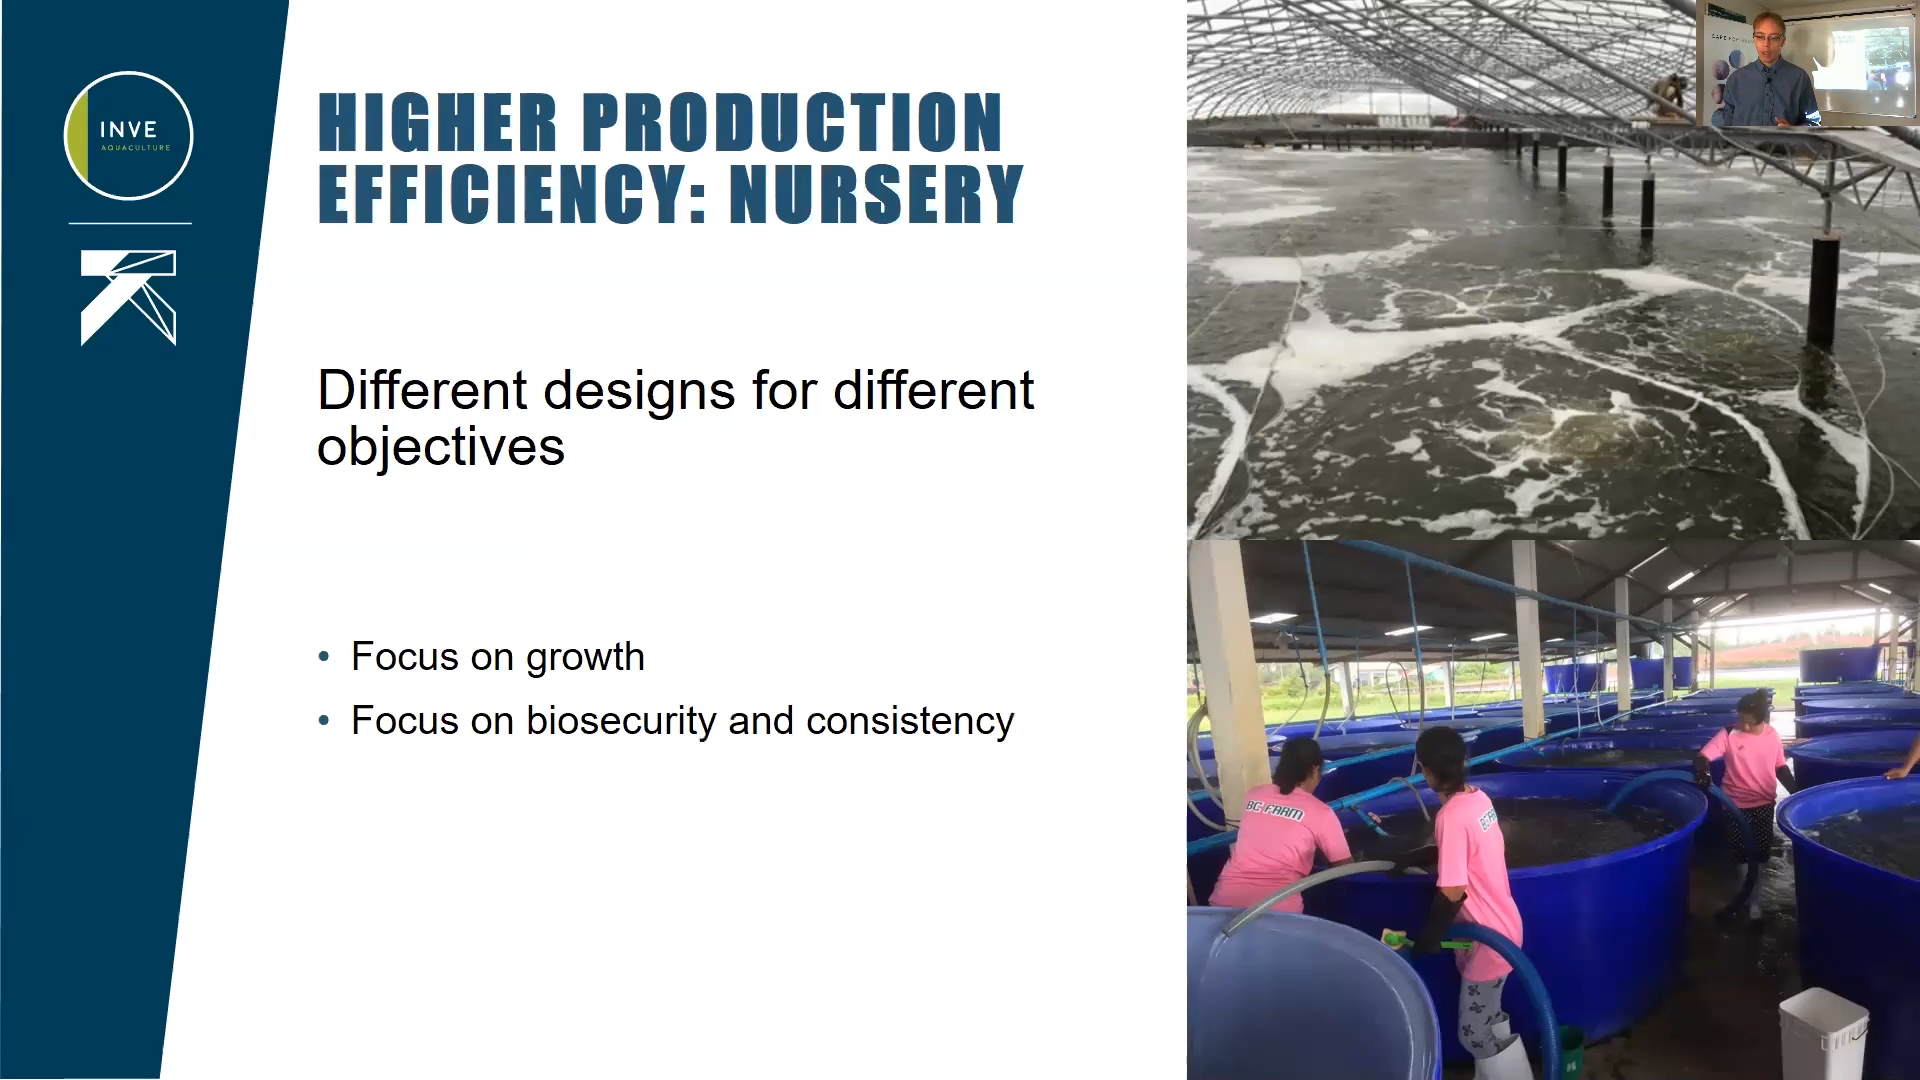 INVE
AQUACULTURE
HIGHER PRODUCTION
EFFICIENCY: NURSERY
Different designs for different
objectives
• Focus on growth
• Focus on biosecurity and consistency
BC FARM